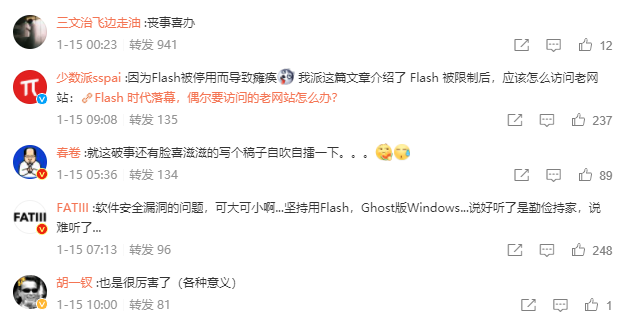 三文治飞边走油:丧事喜办
1-15 00:23 转发 941 12
少数派sspai:因为Flash被停用而导致瘫痪 我派这篇文章介绍了 Flash 被限制后，应该怎么访问老网
站： Flash 时代落幕，偶尔要访问的老网站怎么办？
1-15 09:08 转发 135 237
春卷:就这破事还有脸喜滋滋的写个稿子自吹自擂一下。。。
1-15 05:36 转发 134 89
FATIII
FATIII :软件安全漏洞的问题，可大可小啊...坚持用Flash，Ghost版Windows...说好听了是勤俭持家，说
难听了...
1-15 07:13 转发 96 248
胡一钗:也是很厉害了（各种意义）
1-15 10:00 转发 81 1